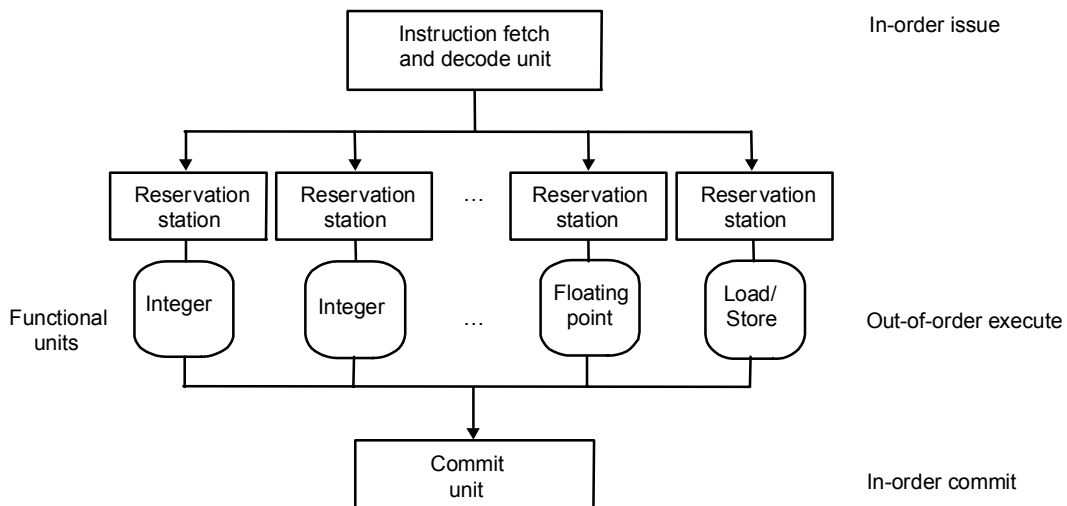 Instruction fetch
and decode unit
In-order issue
Reservation
station
Reservation
station
…
Reservation
station
Reservation
station
Functional
units
Integer
Integer
…
Floating
point
Load/
Store
Out-of-order execute
Commit
unit
In-order commit